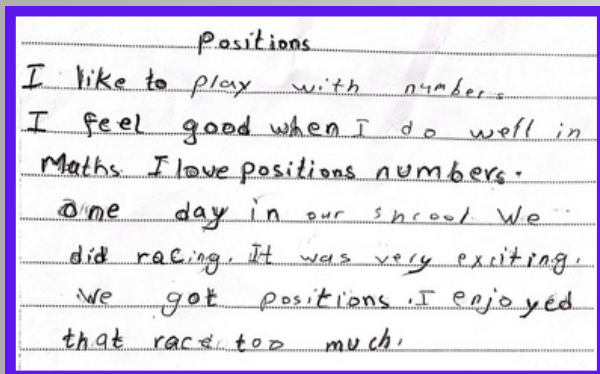 Positions
I like to play with numbers
I feel good when I do well in
Maths. I love positions numbers.
One day in our shcool We
did racing. It was very exciting.
We got positions. I enjoyed
that race too much.